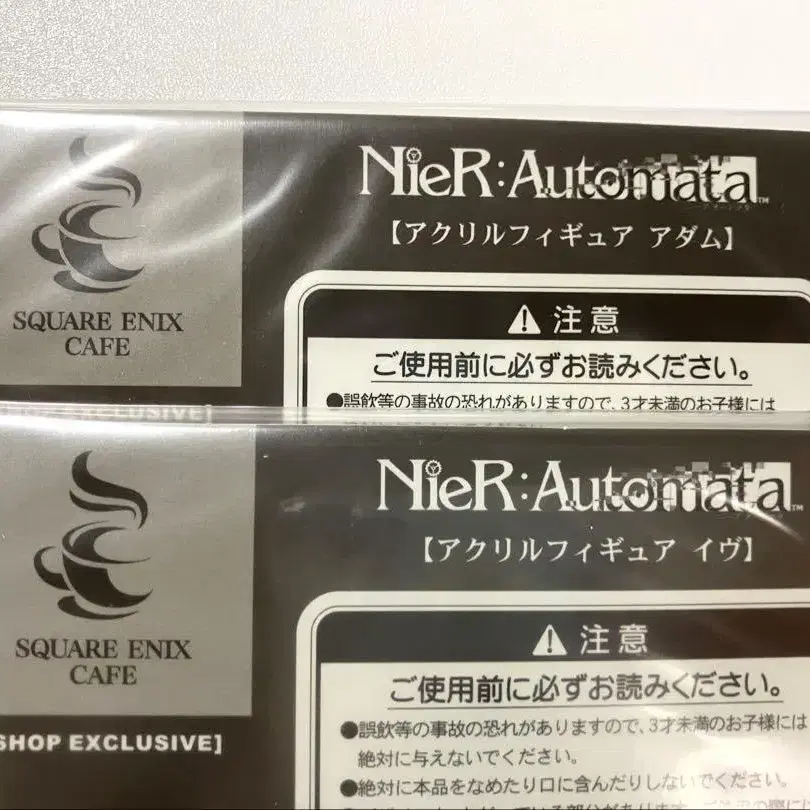 SQUARE ENIX
CAFE
SHOP EXCLUSIVE]
NieR:Automata™
【アクリルフィギュア アダム】
⚠注意
ご使用前に必ずお読みください。
●誤飲等の事故の恐れがありますので、3才未満のお子様には
SQUARE ENIX
CAFE
SHOP EXCLUSIVE]
NieR:Automata™
【アクリルフィギュア イヴ】
⚠注意
ご使用前に必ずお読みください。
●誤飲等の事故の恐れがありますので、3才未満のお子様には
絶対に与えないでください。
●絶対に本品をなめたり口に含んだりしないでください。